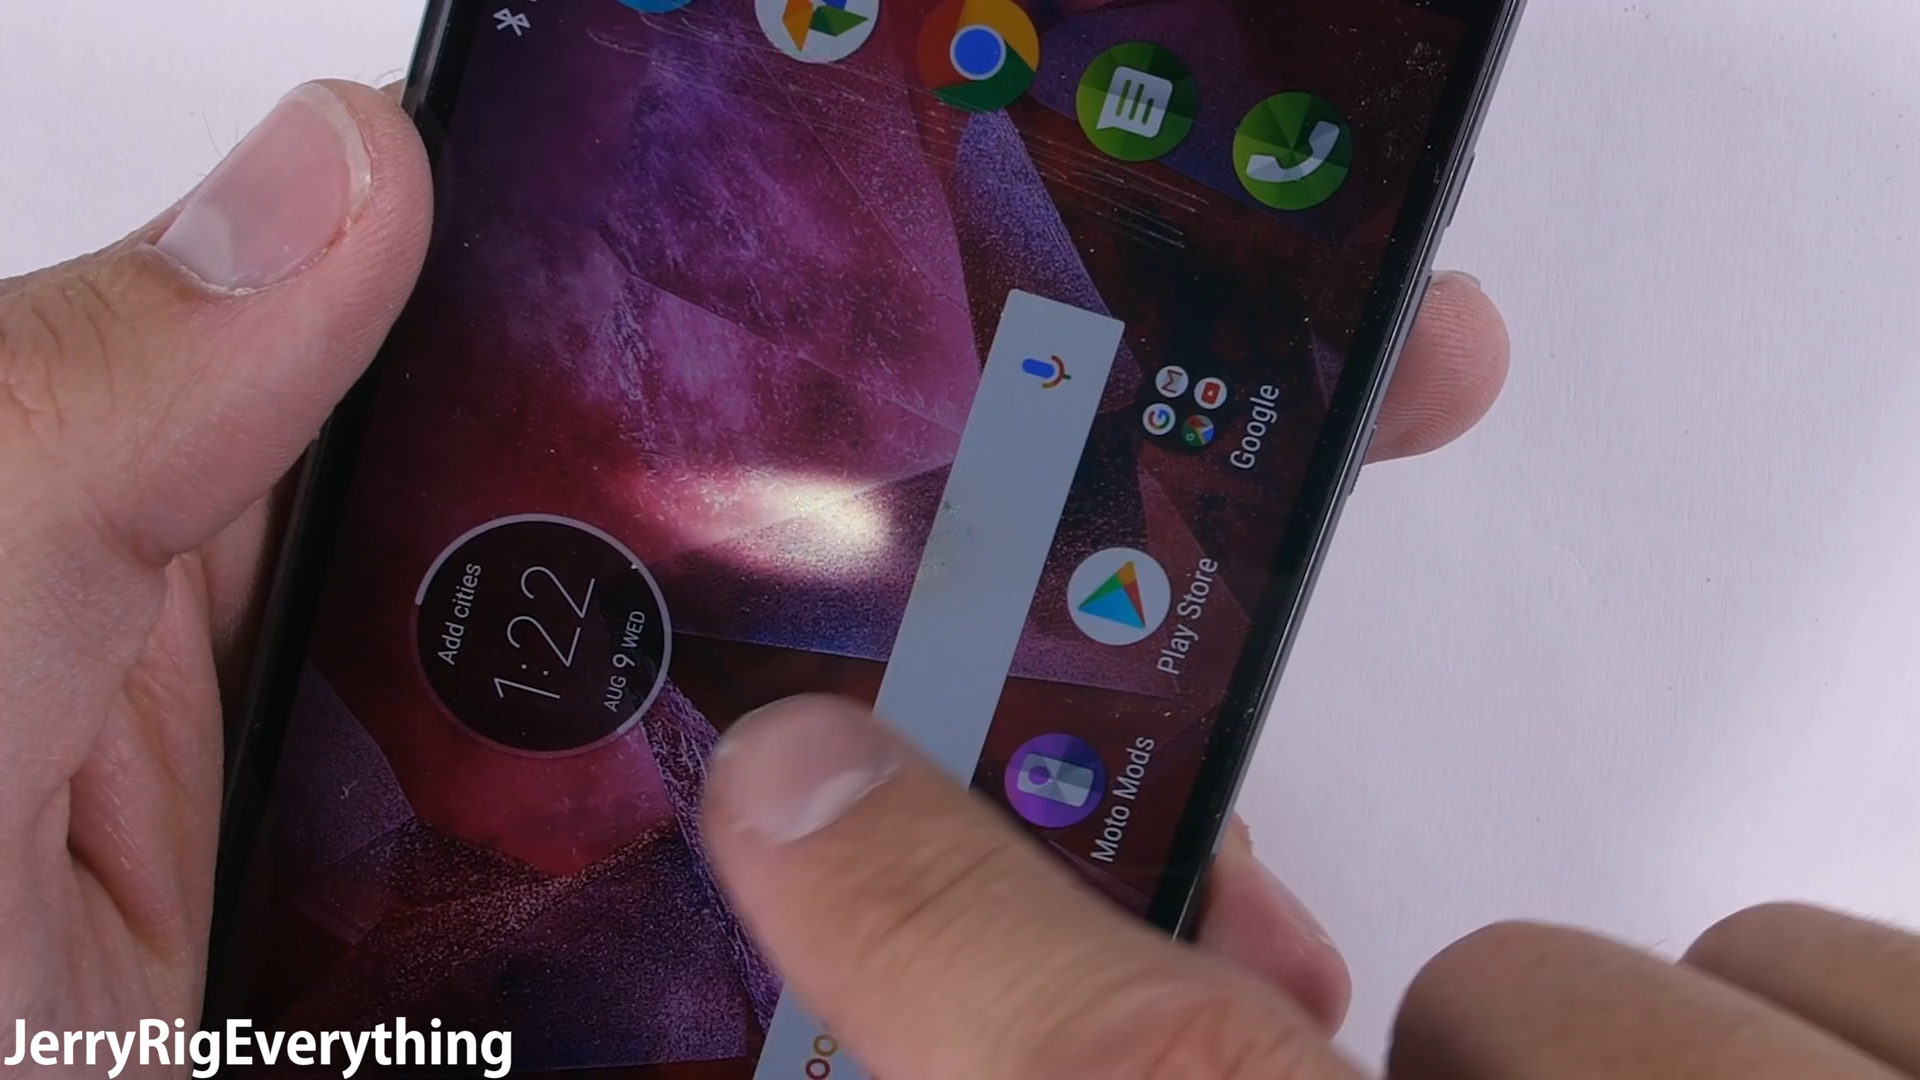 Add cities
1:22
AUG 9 WED
Google
Play Store
Moto Mods
JerryRigEverything